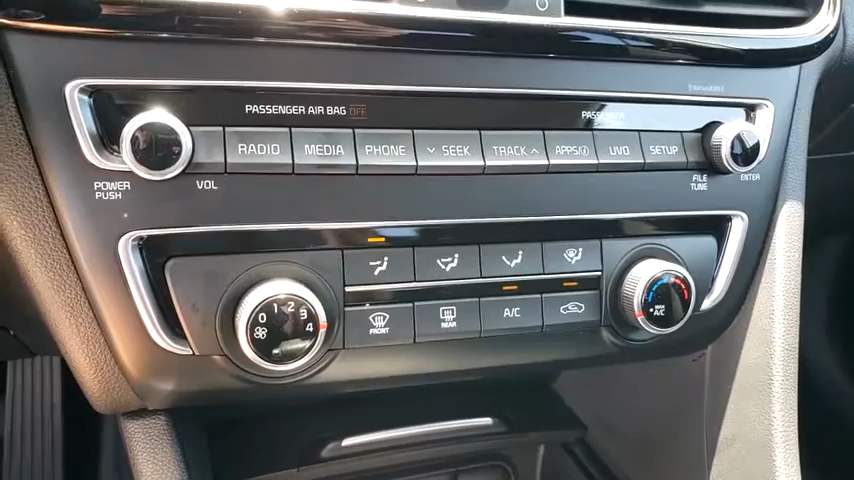 PASSENGER AIR BAG OFF
PASSENGER
RADIO MEDIA PHONE SEEK TRACK APPS UVO SETUP
POWER PUSH
VOL
FILE TUNE
ENTER
0 1 2 3 4
FRONT
REAR
A/C
MAX A/C